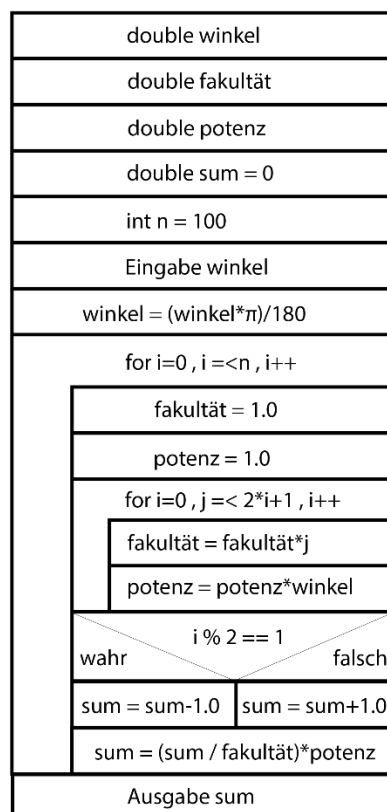 double winkel
double fakultät
double potenz
double sum = 0
int n = 100
Eingabe winkel
winkel = (winkel*π)/180
for i=0 , i =<n , i++
fakultät = 1.0
potenz = 1.0
for i=0, j =< 2*i+1 , i++
fakultät = fakultät*j
potenz = potenz*winkel
i % 2 == 1
wahr falsch
sum = sum-1.0 sum = sum+1.0
sum = (sum / fakultät)*potenz
Ausgabe sum